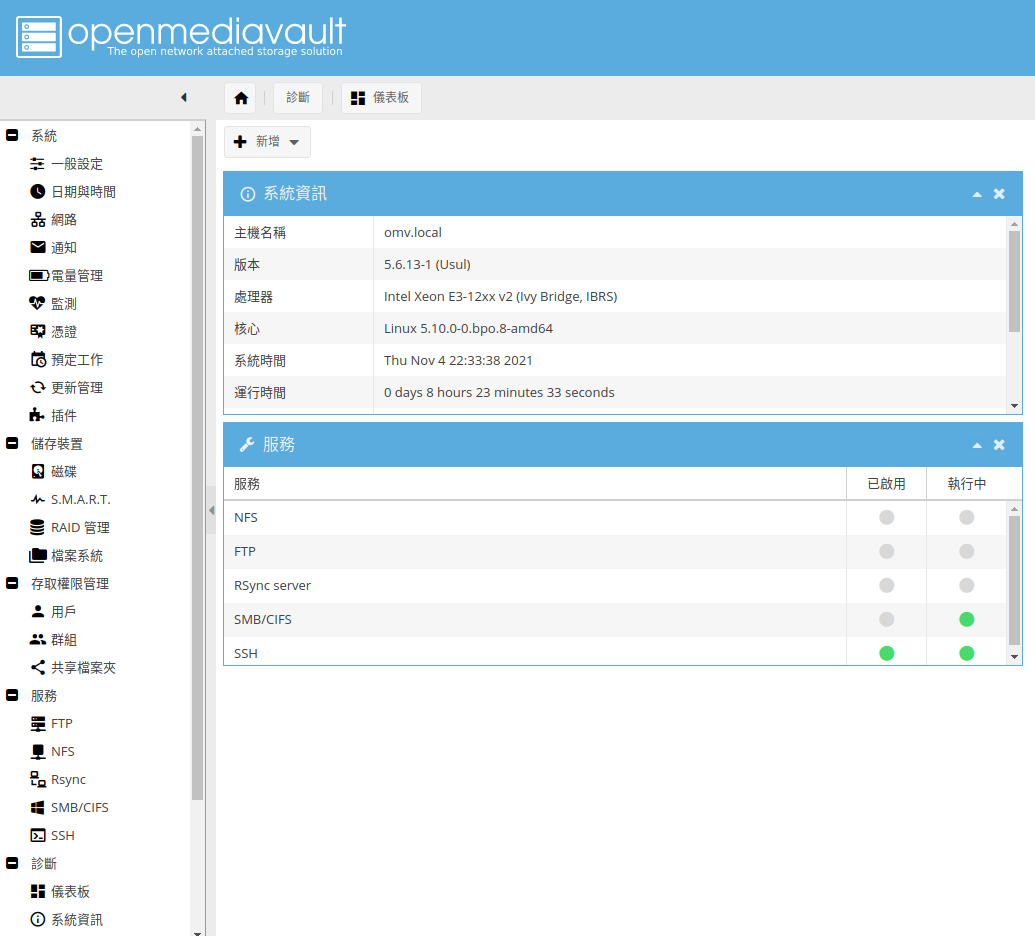 openmediavault
The open network attached storage solution
診斷
儀表板
新增
系統
一般設定
日期與時間
網路
通知
電量管理
監測
憑證
預定工作
更新管理
插件
儲存裝置
磁碟
S.M.A.R.T.
RAID 管理
檔案系統
存取權限管理
用戶
群組
共享檔案夾
服務
FTP
NFS
Rsync
SMB/CIFS
SSH
診斷
儀表板
系統資訊
系統資訊
主機名稱 omv.local
版本 5.6.13-1 (Usul)
處理器 Intel Xeon E3-12xx v2 (Ivy Bridge, IBRS)
核心 Linux 5.10.0-0.bpo.8-amd64
系統時間 Thu Nov 4 22:33:38 2021
運行時間 0 days 8 hours 23 minutes 33 seconds
服務
服務 已啟用 執行中
NFS
FTP
RSync server
SMB/CIFS
SSH